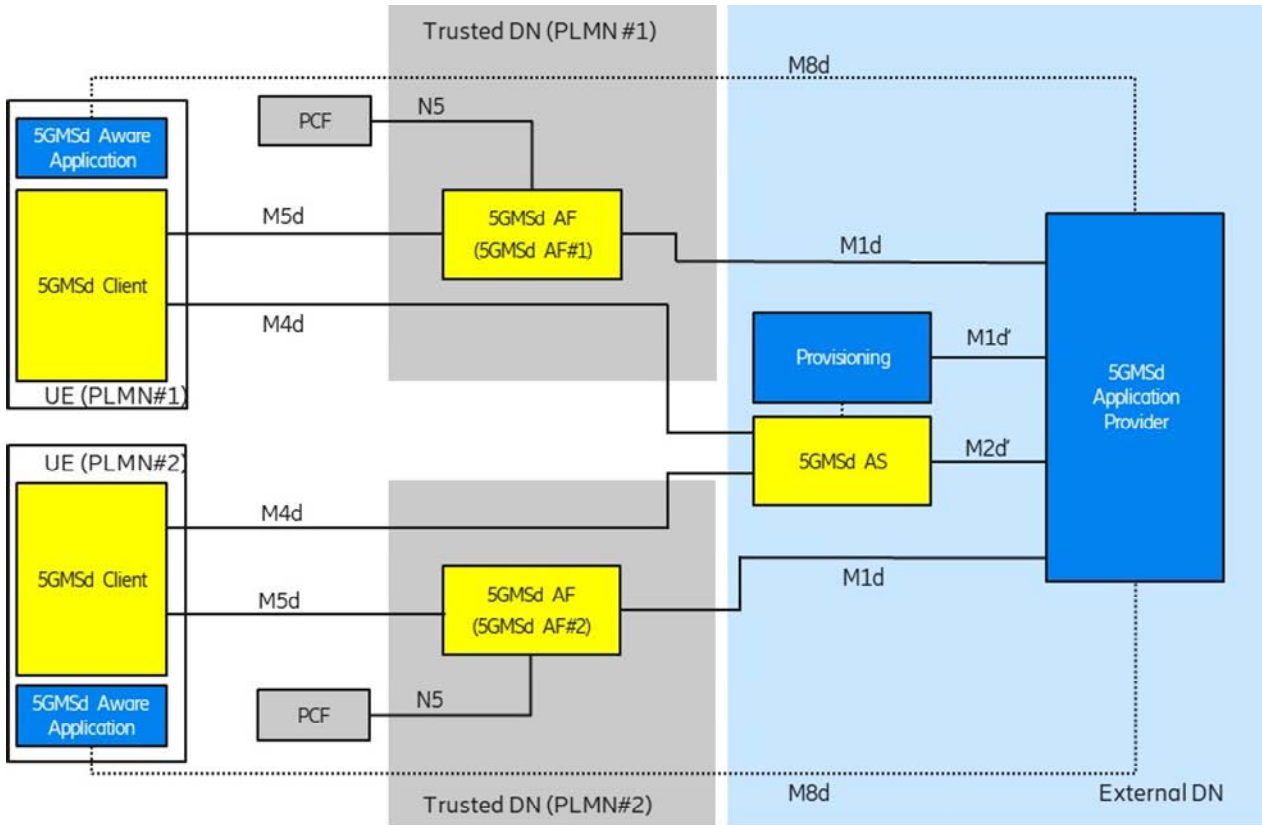 Trusted DN (PLMN #1)
M8d
N5
PCF
5GMSd Aware
Application
M5d
5GMSd AF
(5GMSd AF#1)
M1d
5GMSd Client
M4d
Provisioning
M1d'
5GMSd
Application
Provider
UE (PLMN#1)
UE (PLMN#2)
5GMSd AS
M2d'
M4d
5GMSd Client
M5d
5GMSd AF
(5GMSd AF#2)
M1d
5GMSd Aware
Application
PCF
N5
M8d
External DN
Trusted DN (PLMN#2)